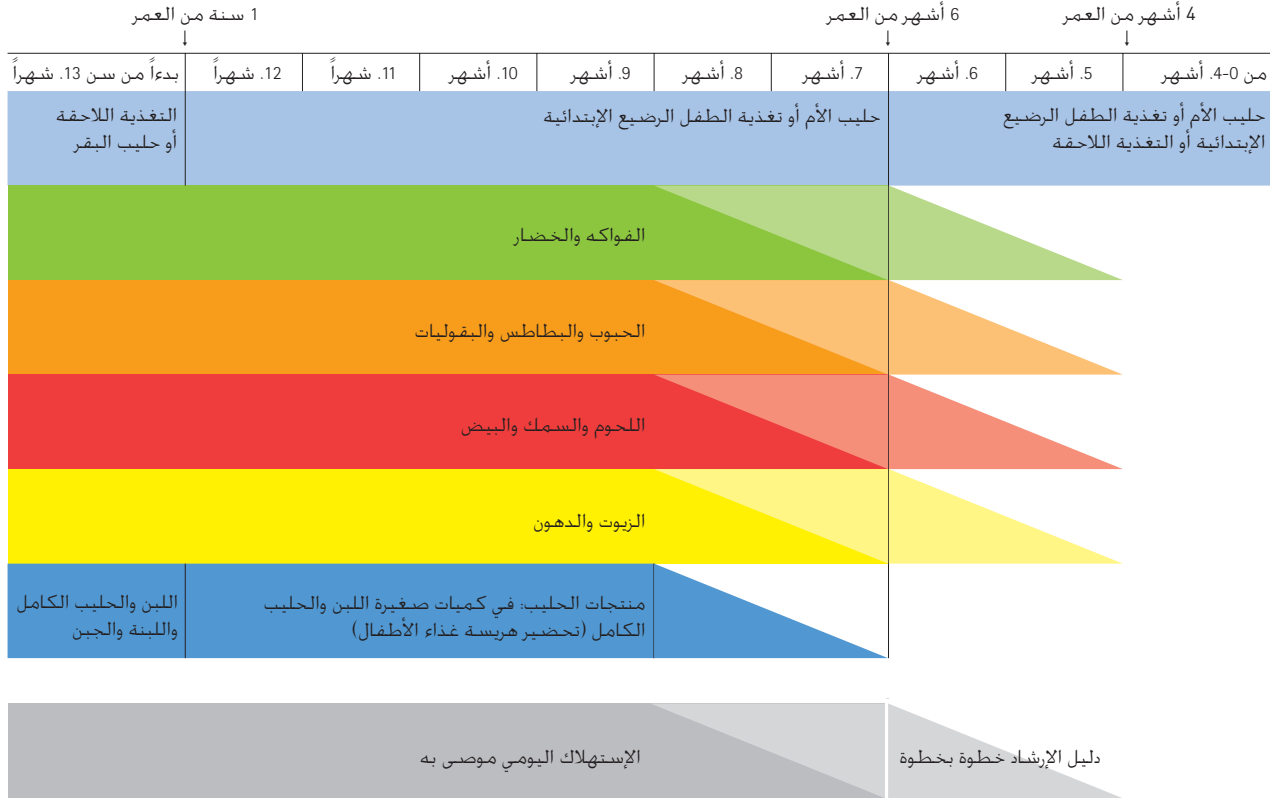 4 أشهر من العمر
6 أشهر من العمر
1 سنة من العمر
من 0-4. أشهر
5. أشهر
6. أشهر
7. أشهر
8. أشهر
9. أشهر
10. أشهر
11. شهراً
12. شهراً
بدءاً من سن 13. شهراً
حليب الأم أو تغذية الطفل الرضيع
الإبتدائية أو التغذية اللاحقة
حليب الأم أو تغذية الطفل الرضيع الإبتدائية
التغذية اللاحقة
أو حليب البقر
الفواكه والخضار
الحبوب والبطاطس والبقوليات
اللحوم والسمك والبيض
الزيوت والدهون
منتجات الحليب: في كميات صغيرة اللبن والحليب
الكامل (تحضير هريسة غذاء الأطفال)
اللبن والحليب الكامل
واللبنة والجبن
دليل الإرشاد خطوة بخطوة
الإستهلاك اليومي موصى به